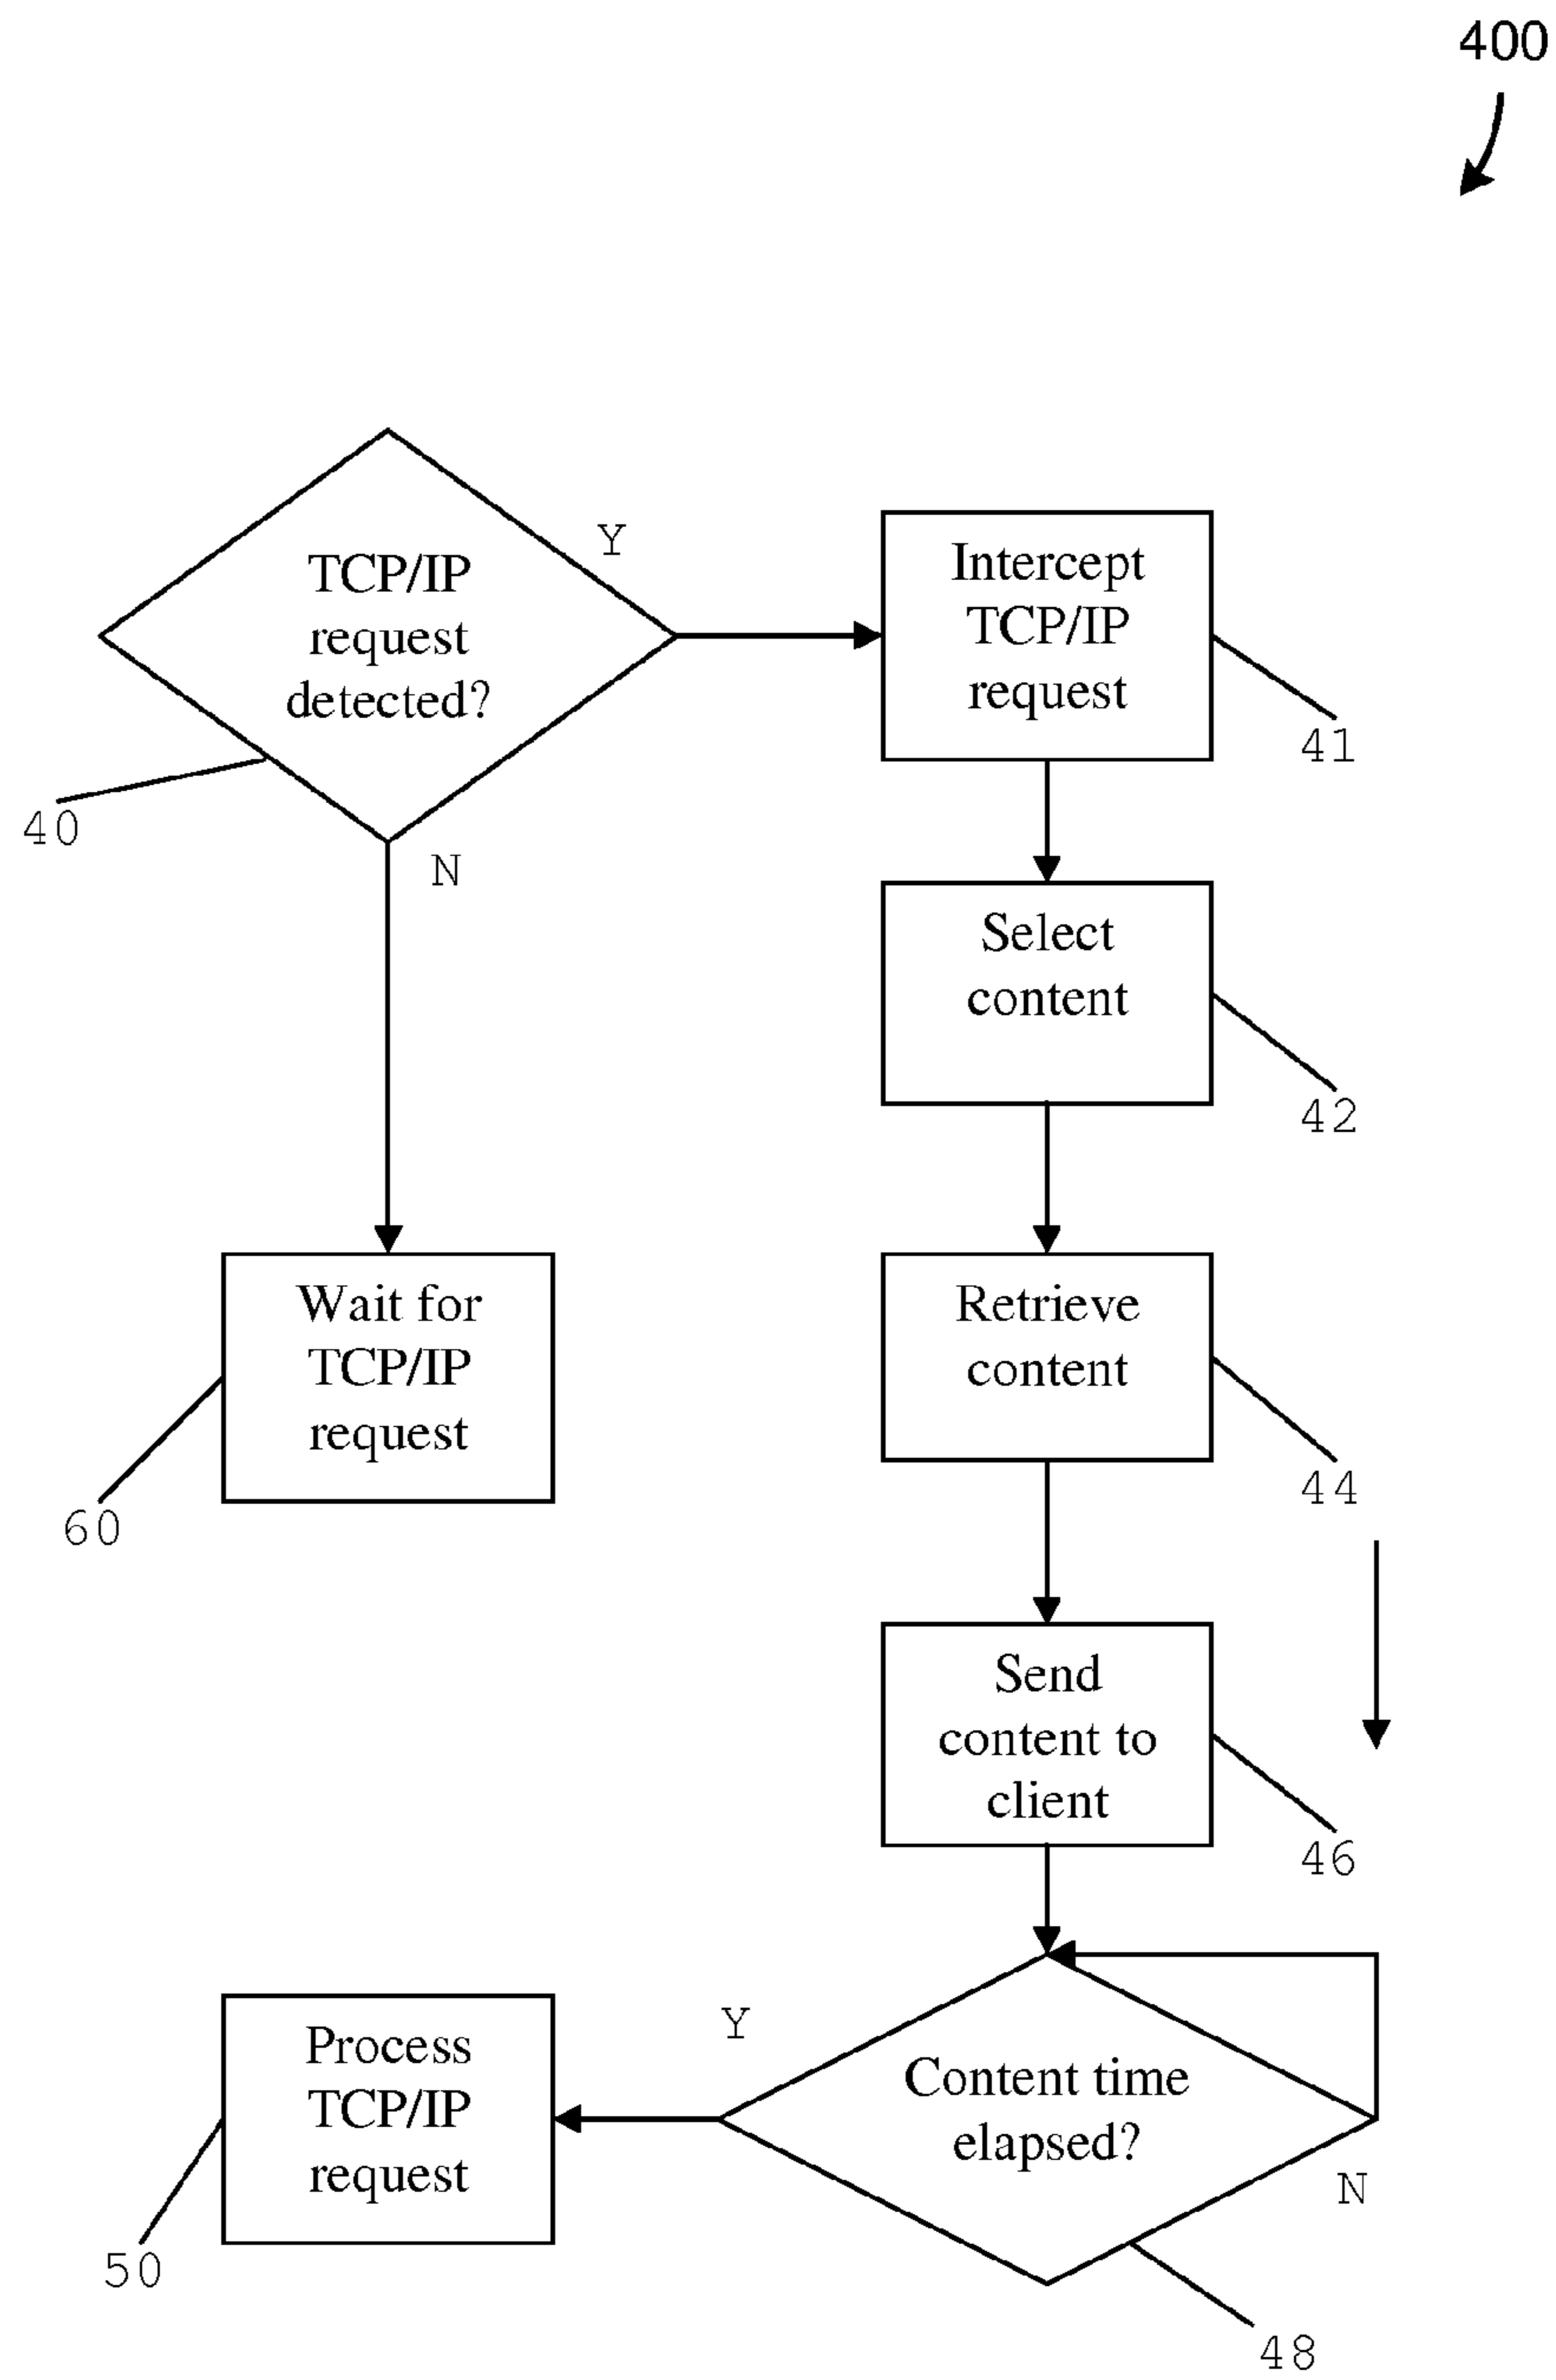 400
TCP/IP
request
detected?
Y
N
40
Intercept
TCP/IP
request
41
Select
content
42
Wait for
TCP/IP
request
60
Retrieve
content
44
Send
content to
client
46
Process
TCP/IP
request
50
Y
Content time
elapsed?
N
48